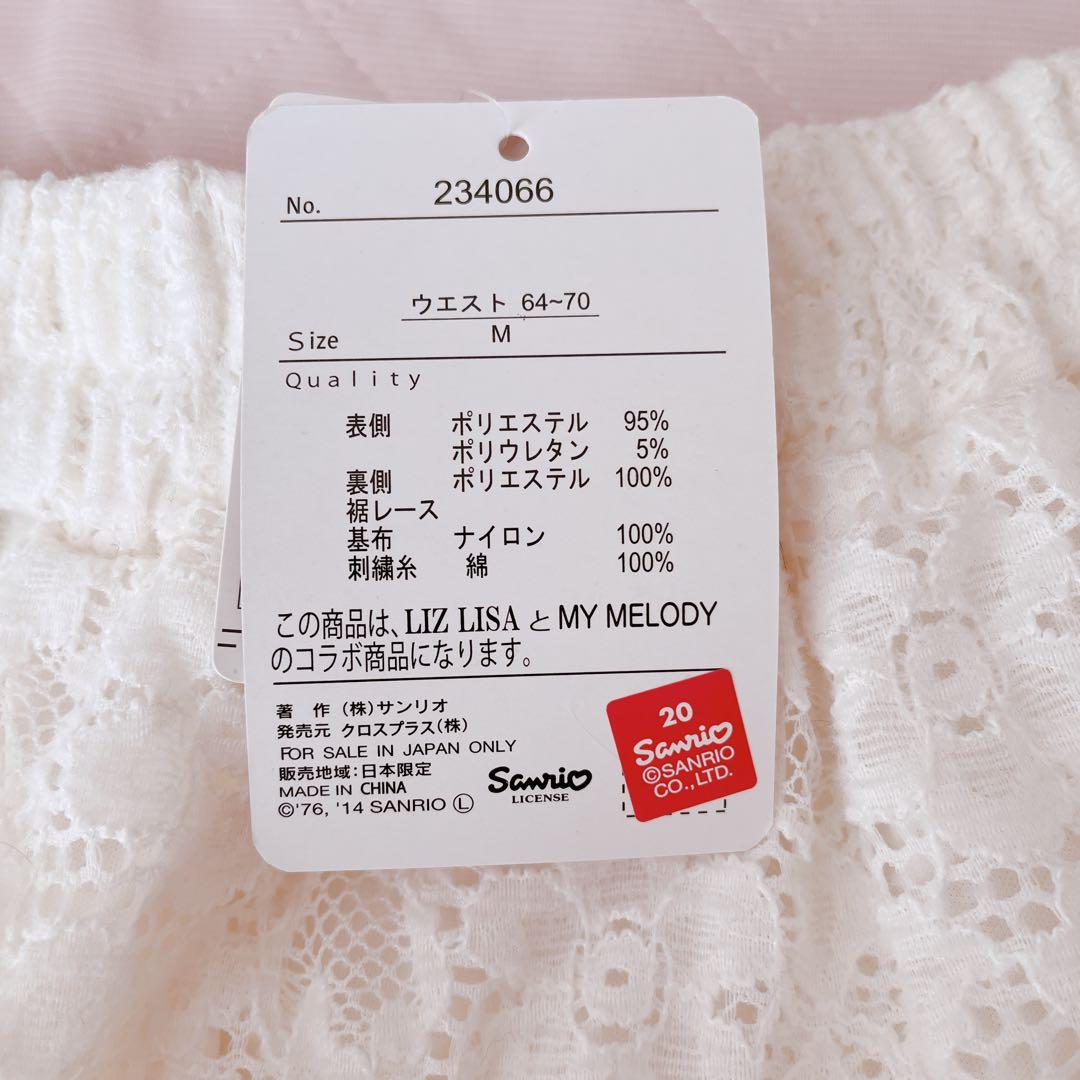 No. 234066
ウエスト 64~70
Size M
Quality
表側 ポリエステル 95%
ポリウレタン 5%
裏側 ポリエステル 100%
裾レース
基布 ナイロン 100%
刺繍糸 綿 100%
この商品は、LIZ LISA と MY MELODY
のコラボ商品になります。
著 作 (株)サンリオ
発売元 クロスプラス(株)
FOR SALE IN JAPAN ONLY
販売地域:日本限定
MADE IN CHINA
©'76, '14 SANRIO Ⓛ
Sanrio
LICENSE
20
Sanrio
©SANRIO
CO.,LTD.